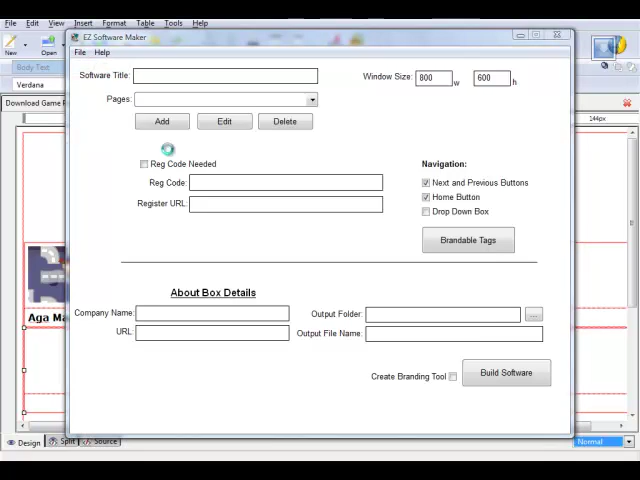 File Edit View Insert Format Table Tools Help
EZ Software Maker
File Help
New Open
Body Text
Verdana
Download Game
144px
Software Title:
Window Size: 800 w 600 h
Pages:
Add Edit Delete
Reg Code Needed
Navigation:
Reg Code:
Next and Previous Buttons
Register URL:
Home Button
Drop Down Box
Brandable Tags
About Box Details
Company Name:
Output Folder:
...
URL:
Output File Name:
Aga Ma
Create Branding Tool
Build Software
Design Split Source
Normal